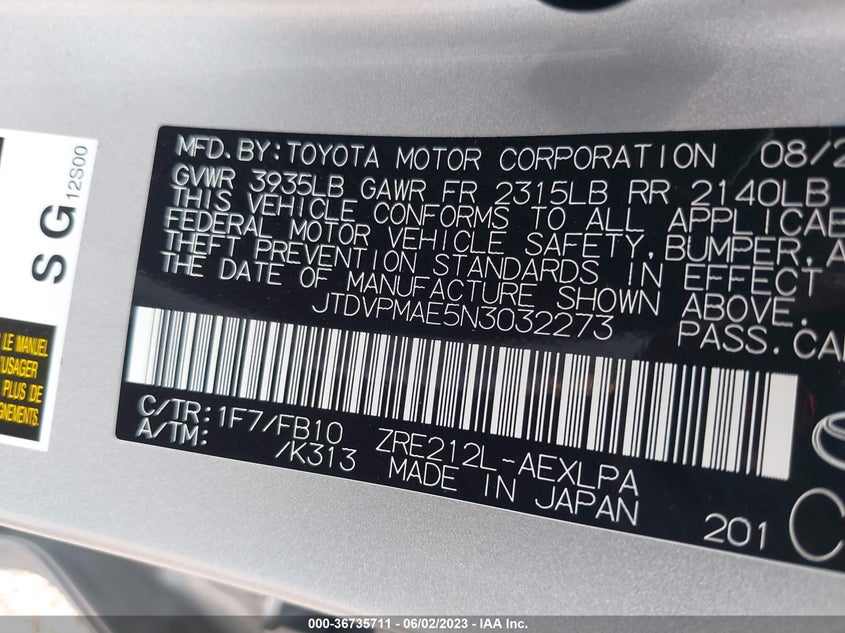 MFD.BY:TOYOTA MOTOR CORPORATION 08/2
GVWR 3935LB GAWR FR 2315LB RR 2140LB
THIS VEHICLE CONFORMS TO ALL APPLICAB
FEDERAL MOTOR VEHICLE SAFETY,BUMPER,A
THEFT PREVENTION STANDARDS IN EFFECT
THE DATE OF MANUFACTURE SHOWN ABOVE.
JTDVPMAE5N3032273 PASS.CA
C/TR:1F7/FB10 ZRE212L-AEXLPA
A/TM: /K313 MADE IN JAPAN
201 C
SG
12S00
LE MANUEL
'USAGER
PLUS DE
GNEMENTS.
000-36735711 - 06/02/2023 - IAA Inc.